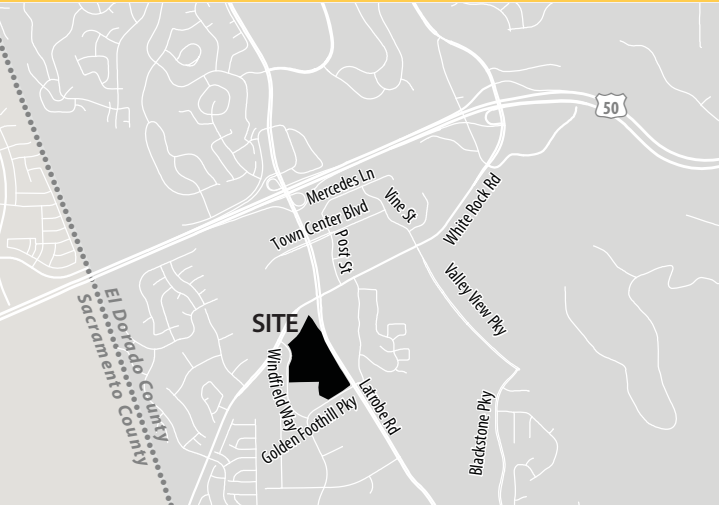 50
Mercedes Ln
Vine St
Town Center Blvd
White Rock Rd
Post St
Valley View Pky
El Dorado County
Sacramento County
SITE
Windfield Way
Latrobe Rd
Golden Foothill Pky
Blackstone Pky